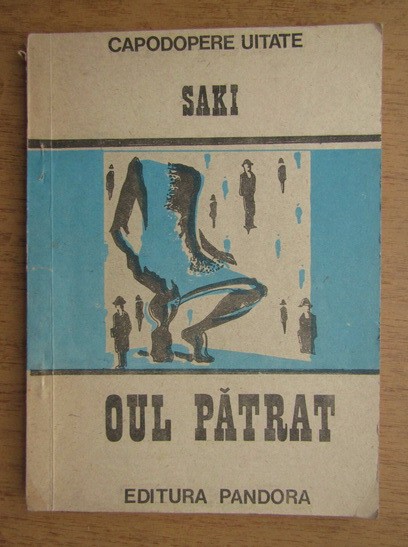 CAPODOPERE UITATE
SAKI
OUL PĂTRAT
EDITURA PANDORA